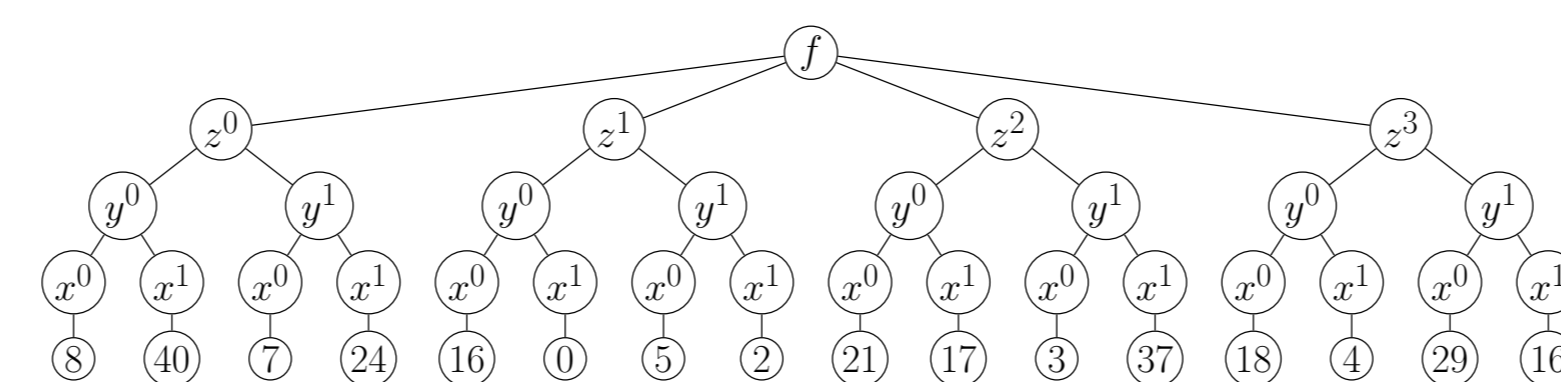 f
z⁰ z¹ z² z³
y⁰ y¹ y⁰ y¹ y⁰ y¹ y⁰ y¹
x⁰ x¹ x⁰ x¹ x⁰ x¹ x⁰ x¹ x⁰ x¹ x⁰ x¹ x⁰ x¹ x⁰ x¹
8 40 7 24 16 0 5 2 21 17 3 37 18 4 29 16